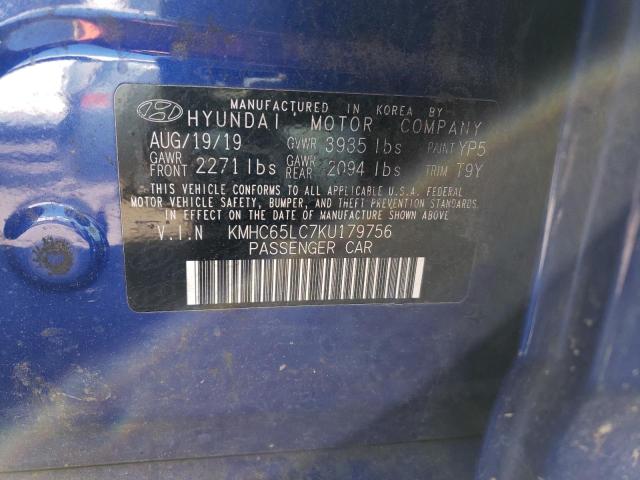 MANUFACTURED IN KOREA BY
HYUNDAI MOTOR COMPANY
AUG/19/19 GVWR 3935 lbs PAINT YP5
GAWR FRONT 2271 lbs GAWR REAR 2094 lbs TRIM T9Y
THIS VEHICLE CONFORMS TO ALL APPLICABLE U.S.A. FEDERAL
MOTOR VEHICLE SAFETY, BUMPER, AND THEFT PREVENTION STANDARDS
IN EFFECT ON THE DATE OF MANUFACTURE SHOWN ABOVE
V.I.N KMHC65LC7KU179756
PASSENGER CAR